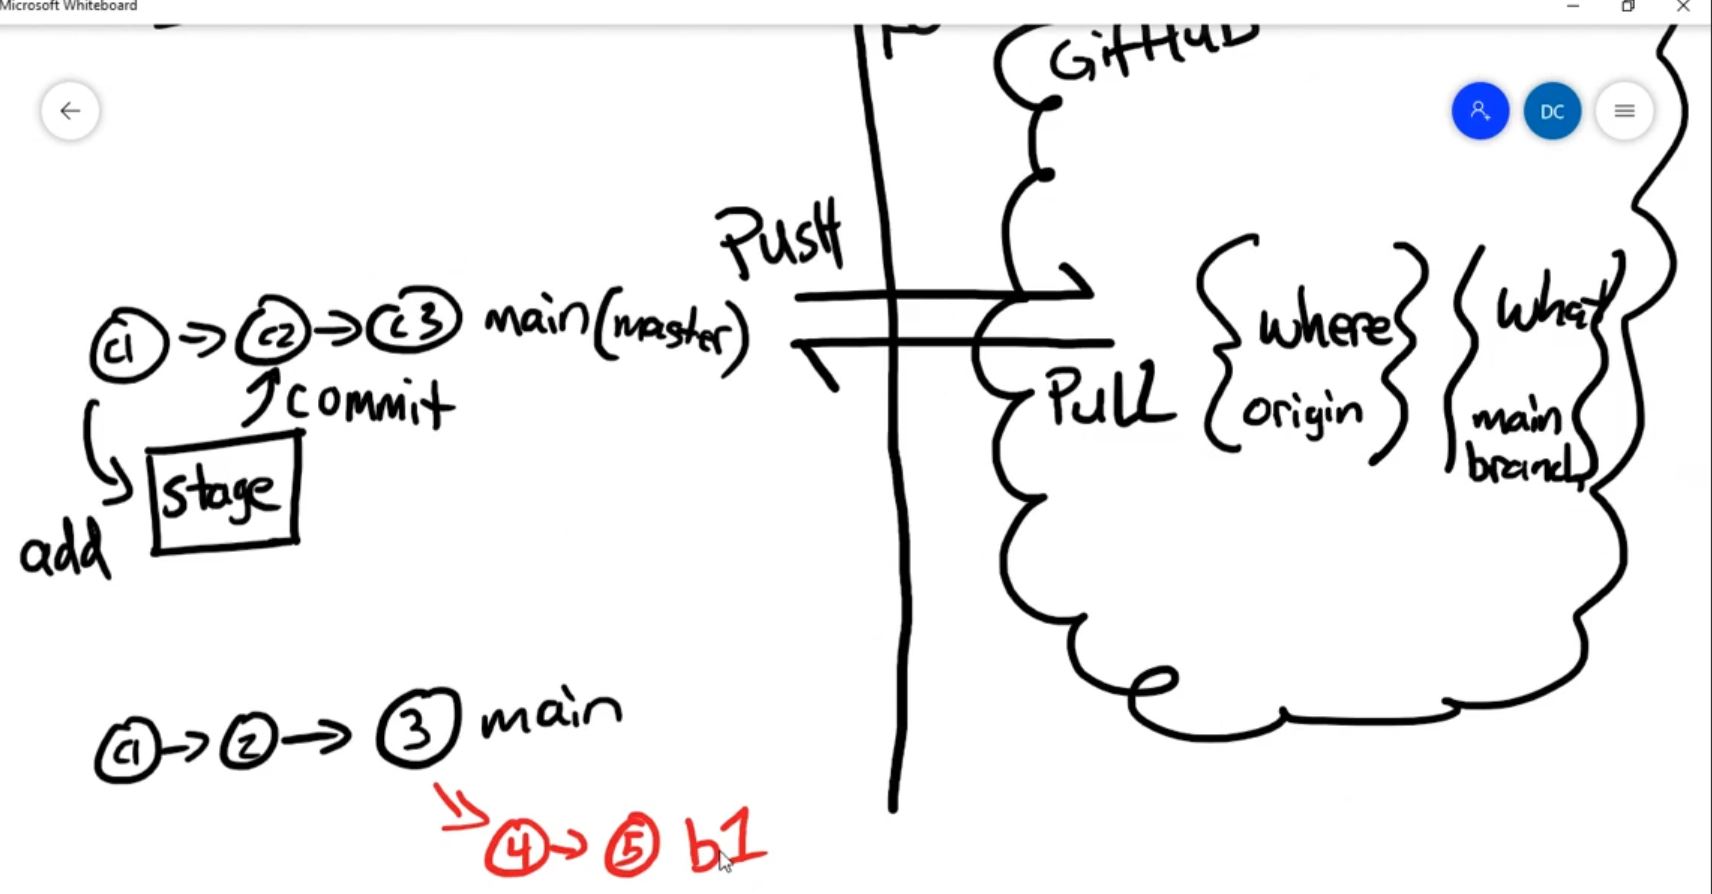 Microsoft Whiteboard
GitHub
DC
Push
c1 c2 c3 main (master)
where
what
commit
Pull
origin
main
branch
stage
add
c1 2 3 main
4 5 b1